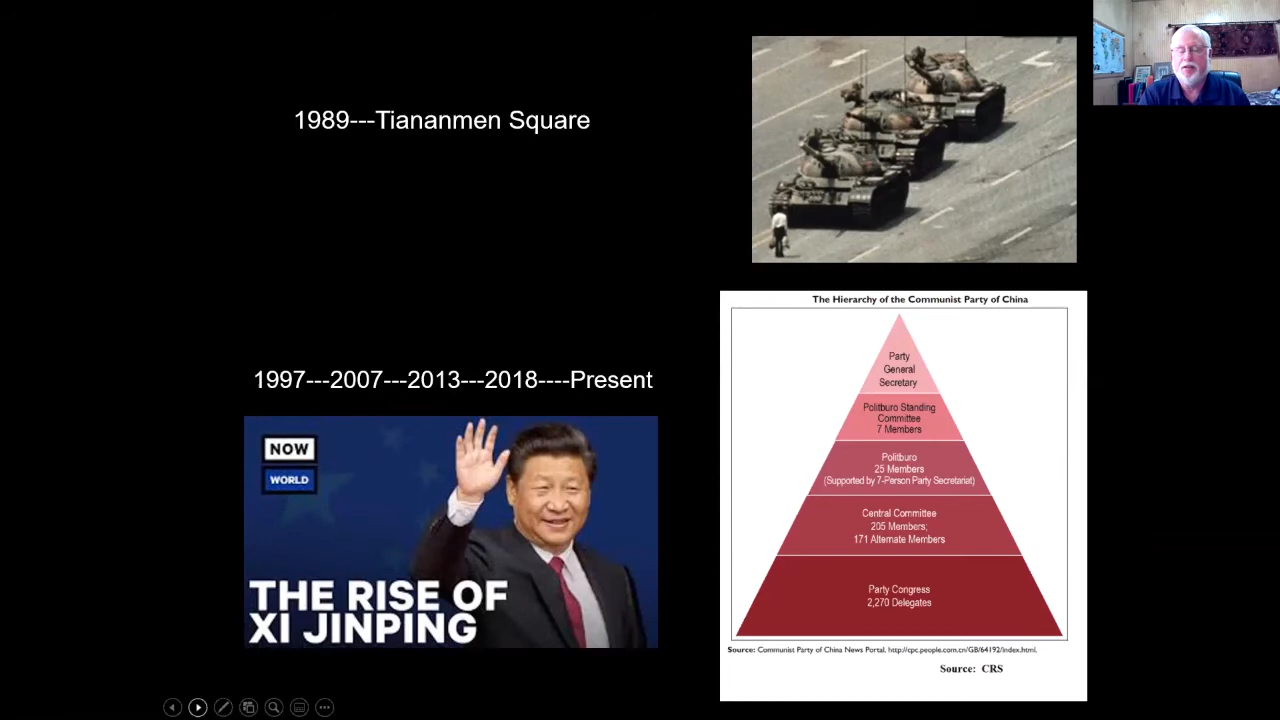 1989---Tiananmen Square
1997---2007---2013---2018----Present
NOW
WORLD
THE RISE OF
XI JINPING
The Hierarchy of the Communist Party of China
Party
General
Secretary
Politburo Standing
Committee
7 Members
Politburo
25 Members
(Supported by 7-Person Party Secretariat)
Central Committee
205 Members;
171 Alternate Members
Party Congress
2,270 Delegates
Source: Communist Party of China News Portal, http://cpc.people.com.cn/GB/64192/index.html.
Source: CRS